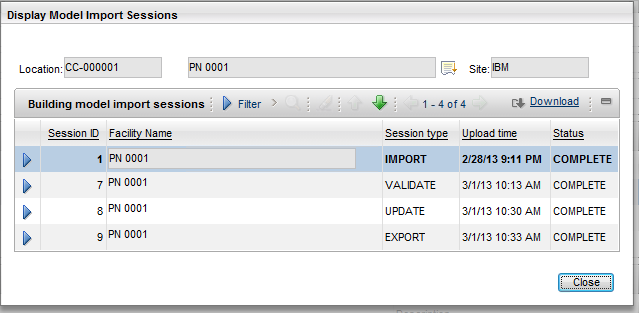 Display Model Import Sessions
Location: CC-000001 PN 0001 Site: IBM
Building model import sessions Filter 1 - 4 of 4 Download
Session ID Facility Name Session type Upload time Status
1 PN 0001 IMPORT 2/28/13 9:11 PM COMPLETE
7 PN 0001 VALIDATE 3/1/13 10:13 AM COMPLETE
8 PN 0001 UPDATE 3/1/13 10:30 AM COMPLETE
9 PN 0001 EXPORT 3/1/13 10:33 AM COMPLETE
Close